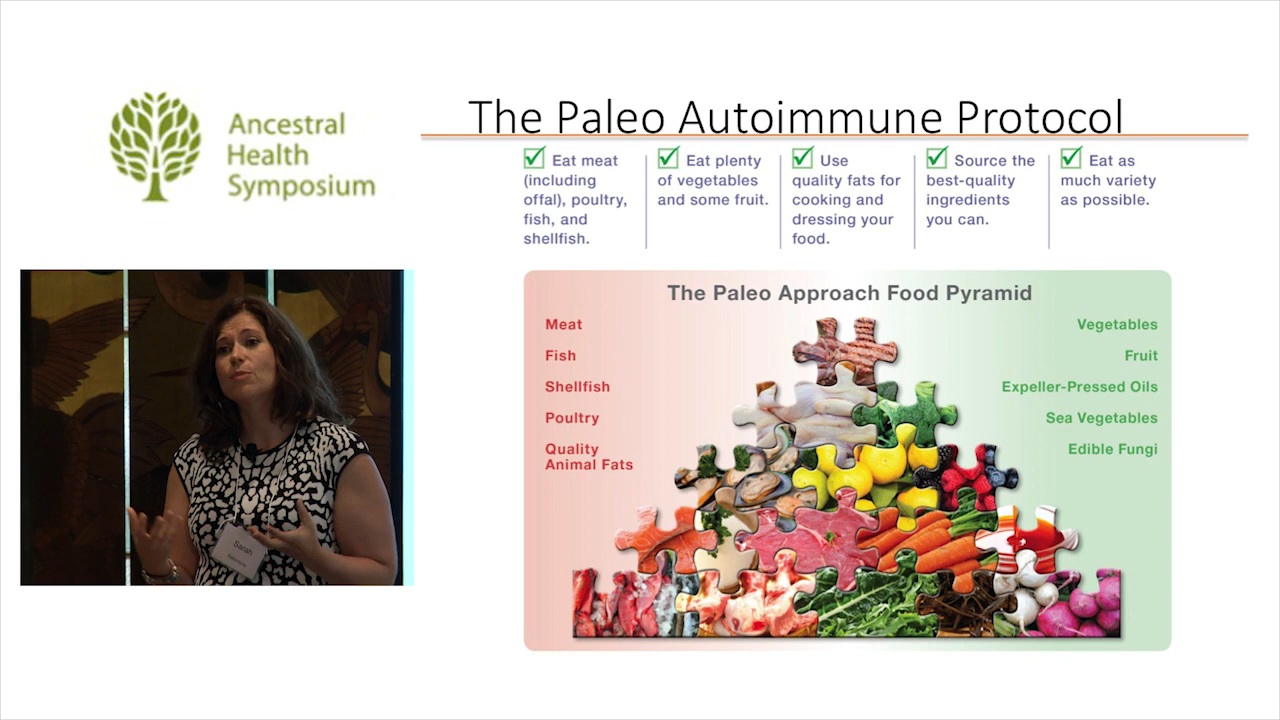 Ancestral
Health
Symposium
The Paleo Autoimmune Protocol
Eat meat
(including
offal), poultry,
fish, and
shellfish.
Eat plenty
of vegetables
and some fruit.
Use
quality fats for
cooking and
dressing your
food.
Source the
best-quality
ingredients
you can.
Eat as
much variety
as possible.
The Paleo Approach Food Pyramid
Meat
Fish
Shellfish
Poultry
Quality
Animal Fats
Vegetables
Fruit
Expeller-Pressed Oils
Sea Vegetables
Edible Fungi
Sarah